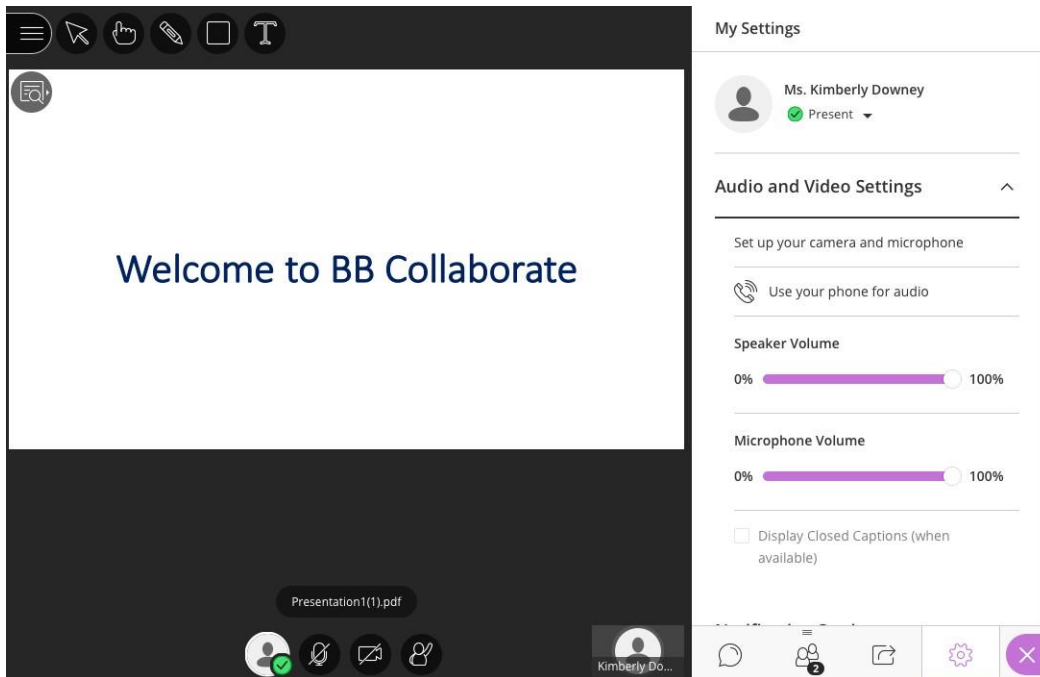 My Settings
Ms. Kimberly Downey
Present
Audio and Video Settings
Set up your camera and microphone
Use your phone for audio
Speaker Volume
0% 100%
Microphone Volume
0% 100%
Display Closed Captions (when
available)
2
T
Welcome to BB Collaborate
Presentation1(1).pdf
Kimberly Do...